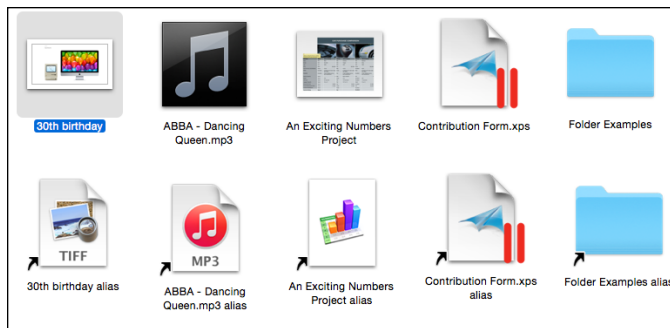 30th birthday
ABBA - Dancing
Queen.mp3
An Exciting Numbers
Project
Contribution Form.xps
Folder Examples
TIFF
30th birthday alias
MP3
ABBA - Dancing
Queen.mp3 alias
An Exciting Numbers
Project alias
Contribution Form.xps
alias
Folder Examples alias